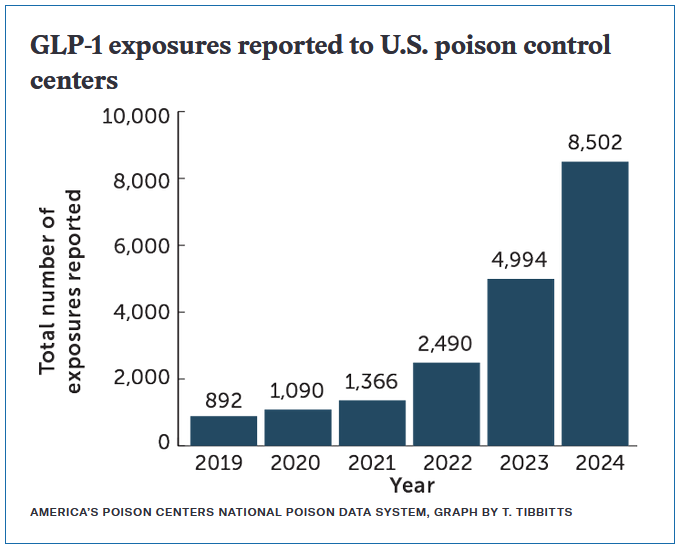 GLP-1 exposures reported to U.S. poison control
centers
10,000
8,000
6,000
4,000
2,000
0
Total number of
exposures reported
892
1,090
1,366
2,490
4,994
8,502
2019 2020 2021 2022 2023 2024
Year
AMERICA'S POISON CENTERS NATIONAL POISON DATA SYSTEM, GRAPH BY T. TIBBITTS